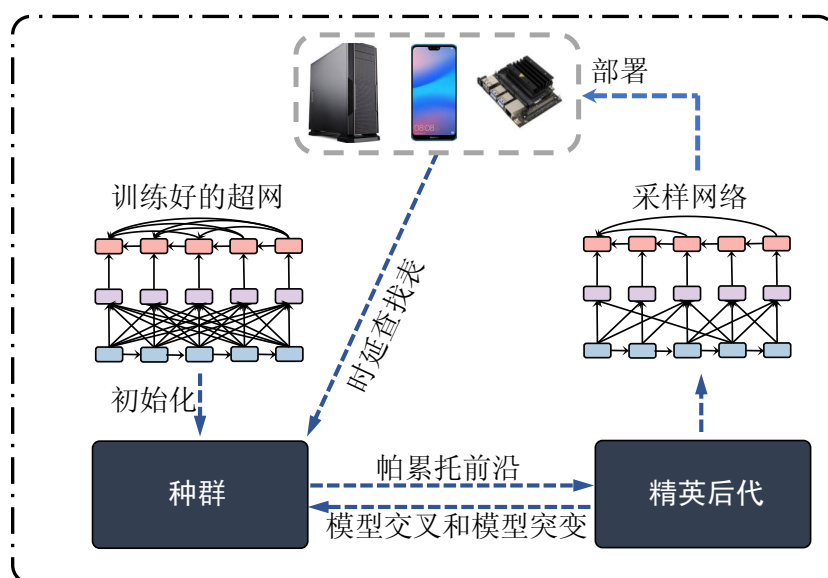 部署
08:08
训练好的超网
采样网络
时延查找表
初始化
种群
帕累托前沿
精英后代
模型交叉和模型突变